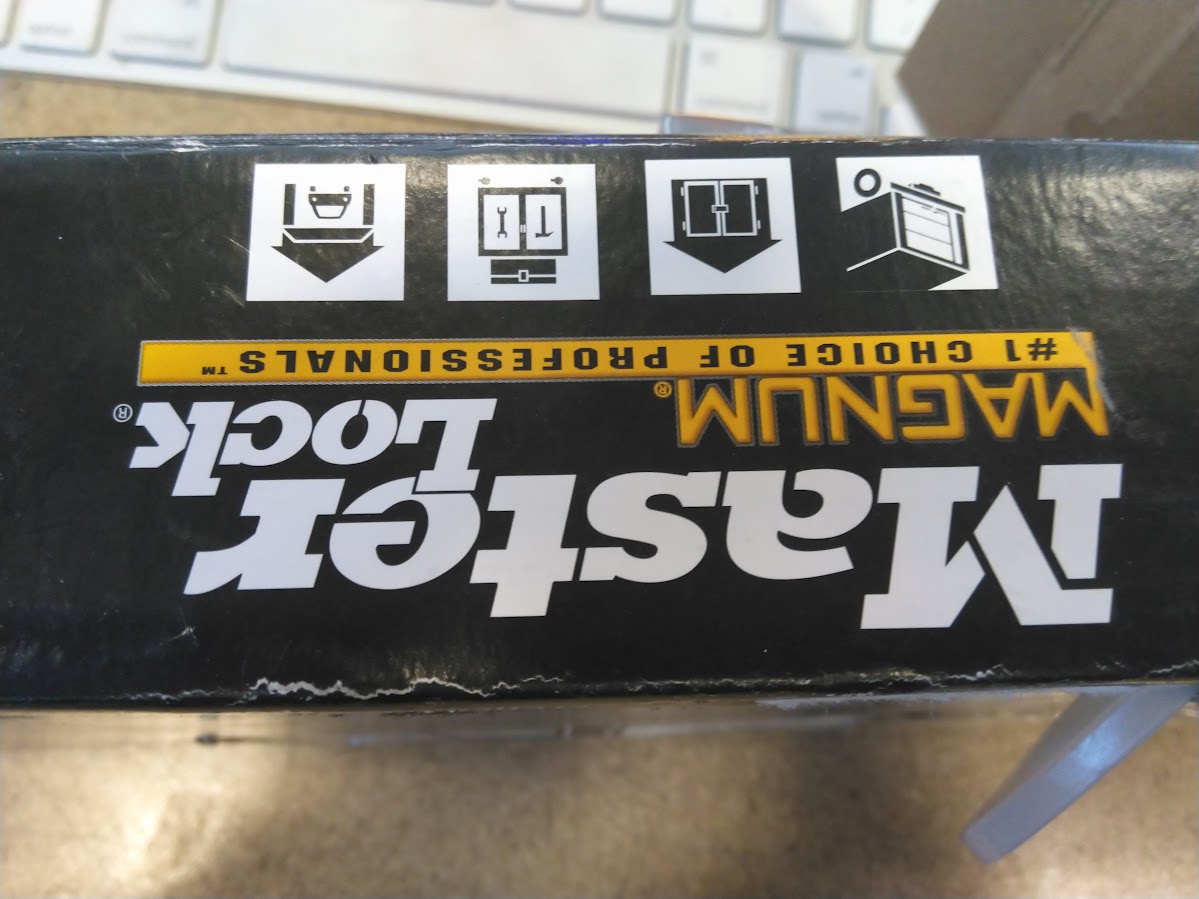 Master
Lock®
MAGNUM®
#1 CHOICE OF PROFESSIONALS™